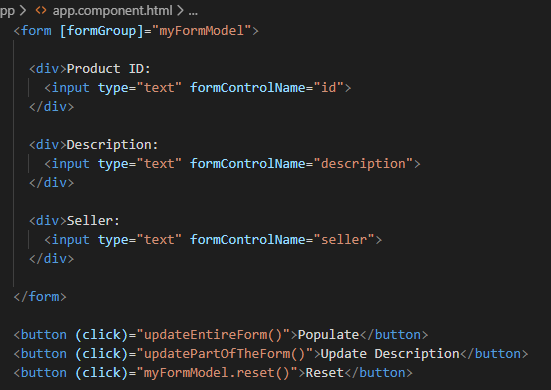 pp > <> app.component.html > ...
<form [formGroup]="myFormModel">
<div>Product ID:
<input type="text" formControlName="id">
</div>
<div>Description:
<input type="text" formControlName="description">
</div>
<div>Seller:
<input type="text" formControlName="seller">
</div>
</form>
<button (click)="updateEntireForm()">Populate</button>
<button (click)="updatePartOfTheForm()">Update Description</button>
<button (click)="myFormModel.reset()">Reset</button>